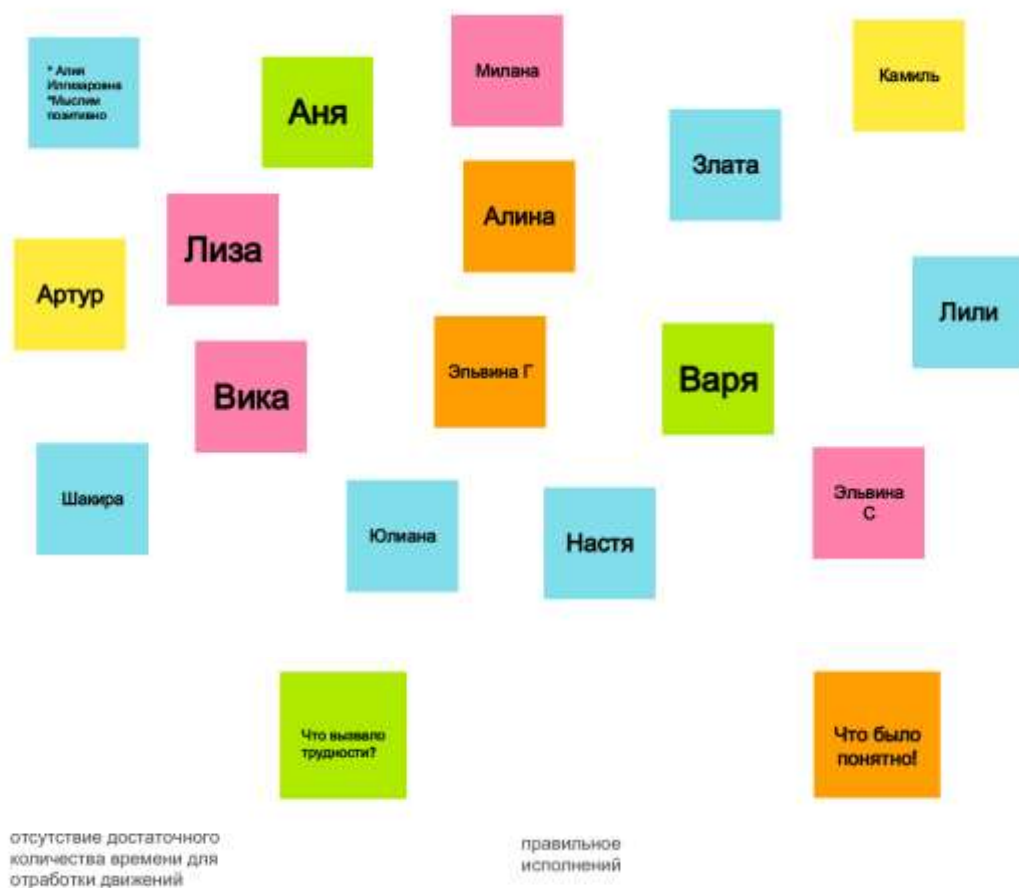 * Алия
Илгизаровна
*Мыслим
позитивно
Аня
Милана
Камиль
Злата
Алина
Лиза
Артур
Лили
Эльвина Г
Варя
Вика
Шакира
Эльвина
С
Юлиана
Настя
Что вызвало
трудности?
Что было
понятно!
отсутствие достаточного
количества времени для
отработки движений
правильное
исполнений